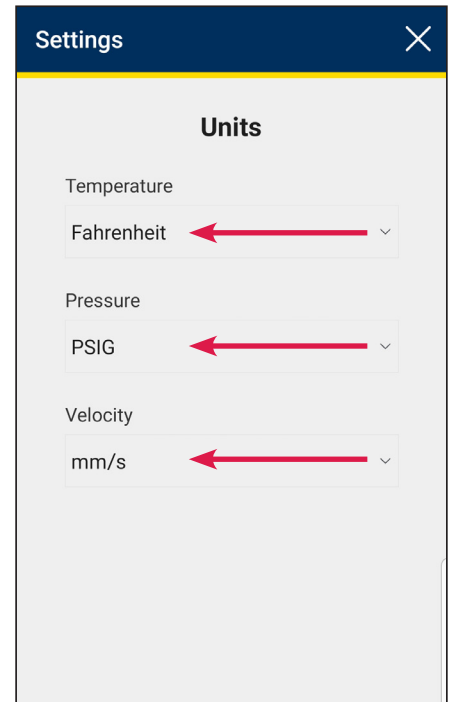 Settings
Units
Temperature
Fahrenheit
Pressure
PSIG
Velocity
mm/s